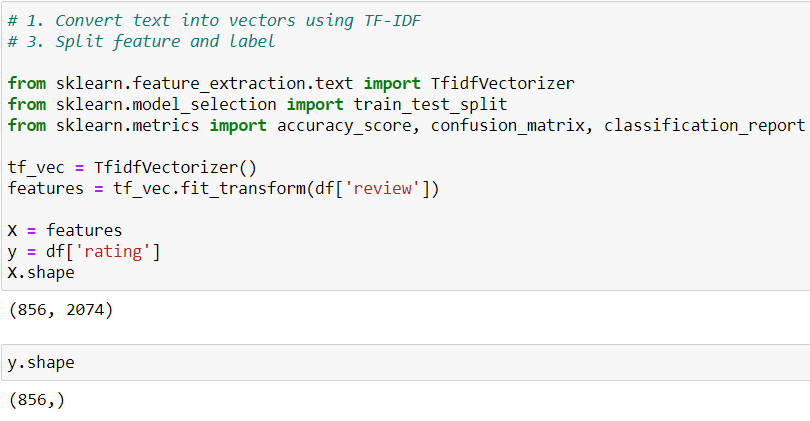 # 1. Convert text into vectors using TF-IDF
# 3. Split feature and label
from sklearn.feature_extraction.text import TfidfVectorizer
from sklearn.model_selection import train_test_split
from sklearn.metrics import accuracy_score, confusion_matrix, classification_report
tf_vec = TfidfVectorizer()
features = tf_vec.fit_transform(df['review'])
X = features
y = df['rating']
X.shape
(856, 2074)
y.shape
(856,)